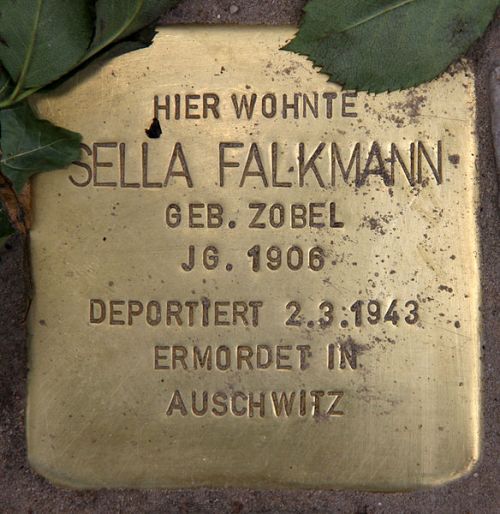 HIER WOHNTE
SELLA FALKMANN
GEB. ZOBEL
JG. 1906
DEPORTIERT 2.3.1943
ERMORDET IN
AUSCHWITZ